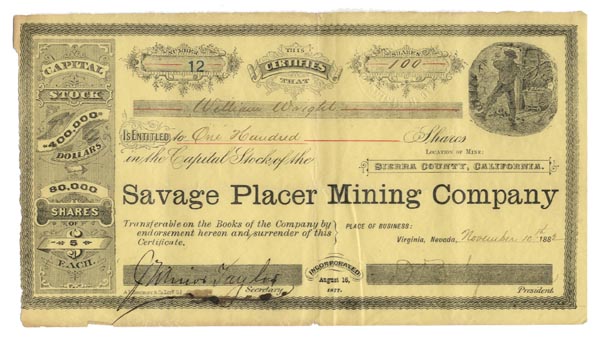 CAPITAL
STOCK
$400,000.
DOLLARS
80,000
SHARES
OF
$5
EACH.
NUMBER
12
THIS
CERTIFIES
THAT
SHARES
100
William Wright
Is ENTITLED to One Hundred Shares
in the Capital Stock of the
LOCATION OF MINE:
SIERRA COUNTY, CALIFORNIA.
Savage Placer Mining Company
Transferable on the Books of the Company by
endorsement hereon and surrender of this
Certificate.
PLACE OF BUSINESS:
Virginia, Nevada, November 10th 1882
Taylor
Secretary
INCORPORATED
August 15,
1877.
President.